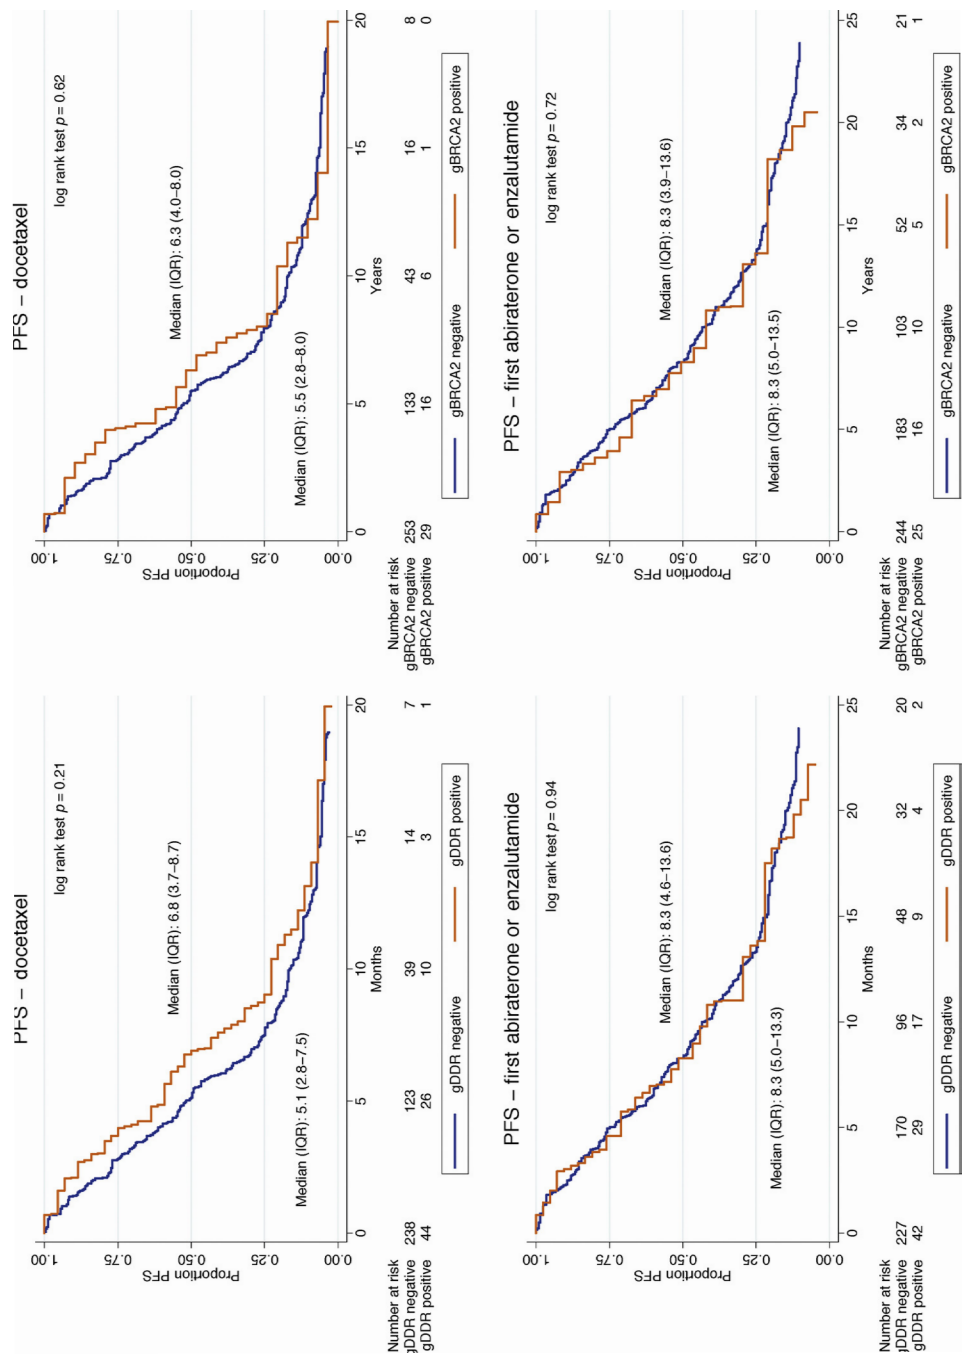 PFS – docetaxel
log rank test p = 0.21
Median (IQR): 6.8 (3.7–8.7)
Median (IQR): 5.1 (2.8–7.5)
Proportion PFS
1.00
0.75
0.50
0.25
0.00
0 5 10 15 20
Months
Number at risk
gDDR negative 238 123 39 14 7
gDDR positive 44 26 10 3 1
gDDR negative gDDR positive
PFS – docetaxel
log rank test p = 0.62
Median (IQR): 6.3 (4.0–8.0)
Median (IQR): 5.5 (2.8–8.0)
Proportion PFS
1.00
0.75
0.50
0.25
0.00
0 5 10 15 20
Years
Number at risk
gBRCA2 negative 253 133 43 16 8
gBRCA2 positive 29 16 6 1 0
gBRCA2 negative gBRCA2 positive
PFS – first abiraterone or enzalutamide
log rank test p = 0.94
Median (IQR): 8.3 (4.6–13.6)
Median (IQR): 8.3 (5.0–13.3)
Proportion PFS
1.00
0.75
0.50
0.25
0.00
0 5 10 15 20 25
Months
Number at risk
gDDR negative 227 170 96 48 32 20
gDDR positive 42 29 17 9 4 2
gDDR negative gDDR positive
PFS – first abiraterone or enzalutamide
log rank test p = 0.72
Median (IQR): 8.3 (3.9–13.6)
Median (IQR): 8.3 (5.0–13.5)
Proportion PFS
1.00
0.75
0.50
0.25
0.00
0 5 10 15 20 25
Years
Number at risk
gBRCA2 negative 244 183 103 52 34 21
gBRCA2 positive 25 16 10 5 2 1
gBRCA2 negative gBRCA2 positive